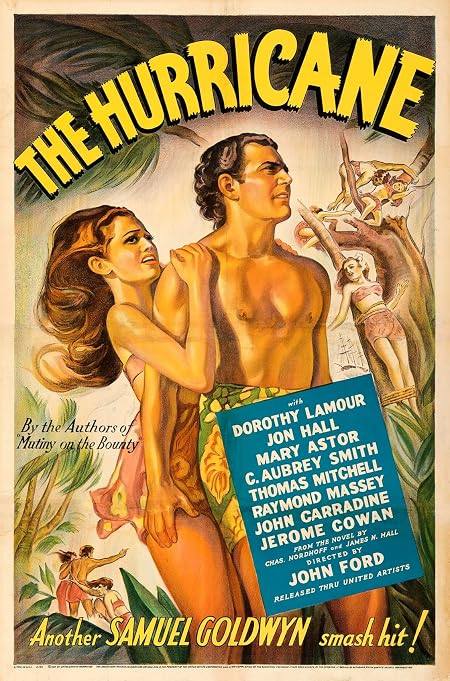 THE HURRICANE
By the Authors of
"Mutiny on the Bounty"
with
DOROTHY LAMOUR
JON HALL
MARY ASTOR
C. AUBREY SMITH
THOMAS MITCHELL
RAYMOND MASSEY
JOHN CARRADINE
JEROME COWAN
FROM THE NOVEL BY
CHAS. NORDHOFF and JAMES N. HALL
DIRECTED BY
JOHN FORD
RELEASED THRU UNITED ARTISTS
Another SAMUEL GOLDWYN smash hit!